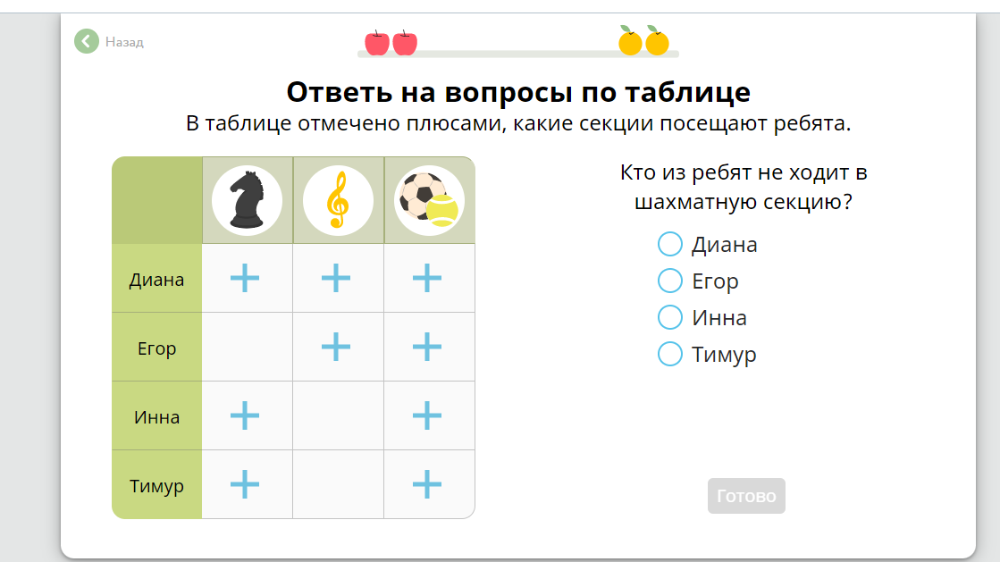 Назад
Ответь на вопросы по таблице
В таблице отмечено плюсами, какие секции посещают ребята.
Кто из ребят не ходит в
шахматную секцию?
Диана
Егор
Инна
Тимур
Диана
Егор
Инна
Тимур
Готово